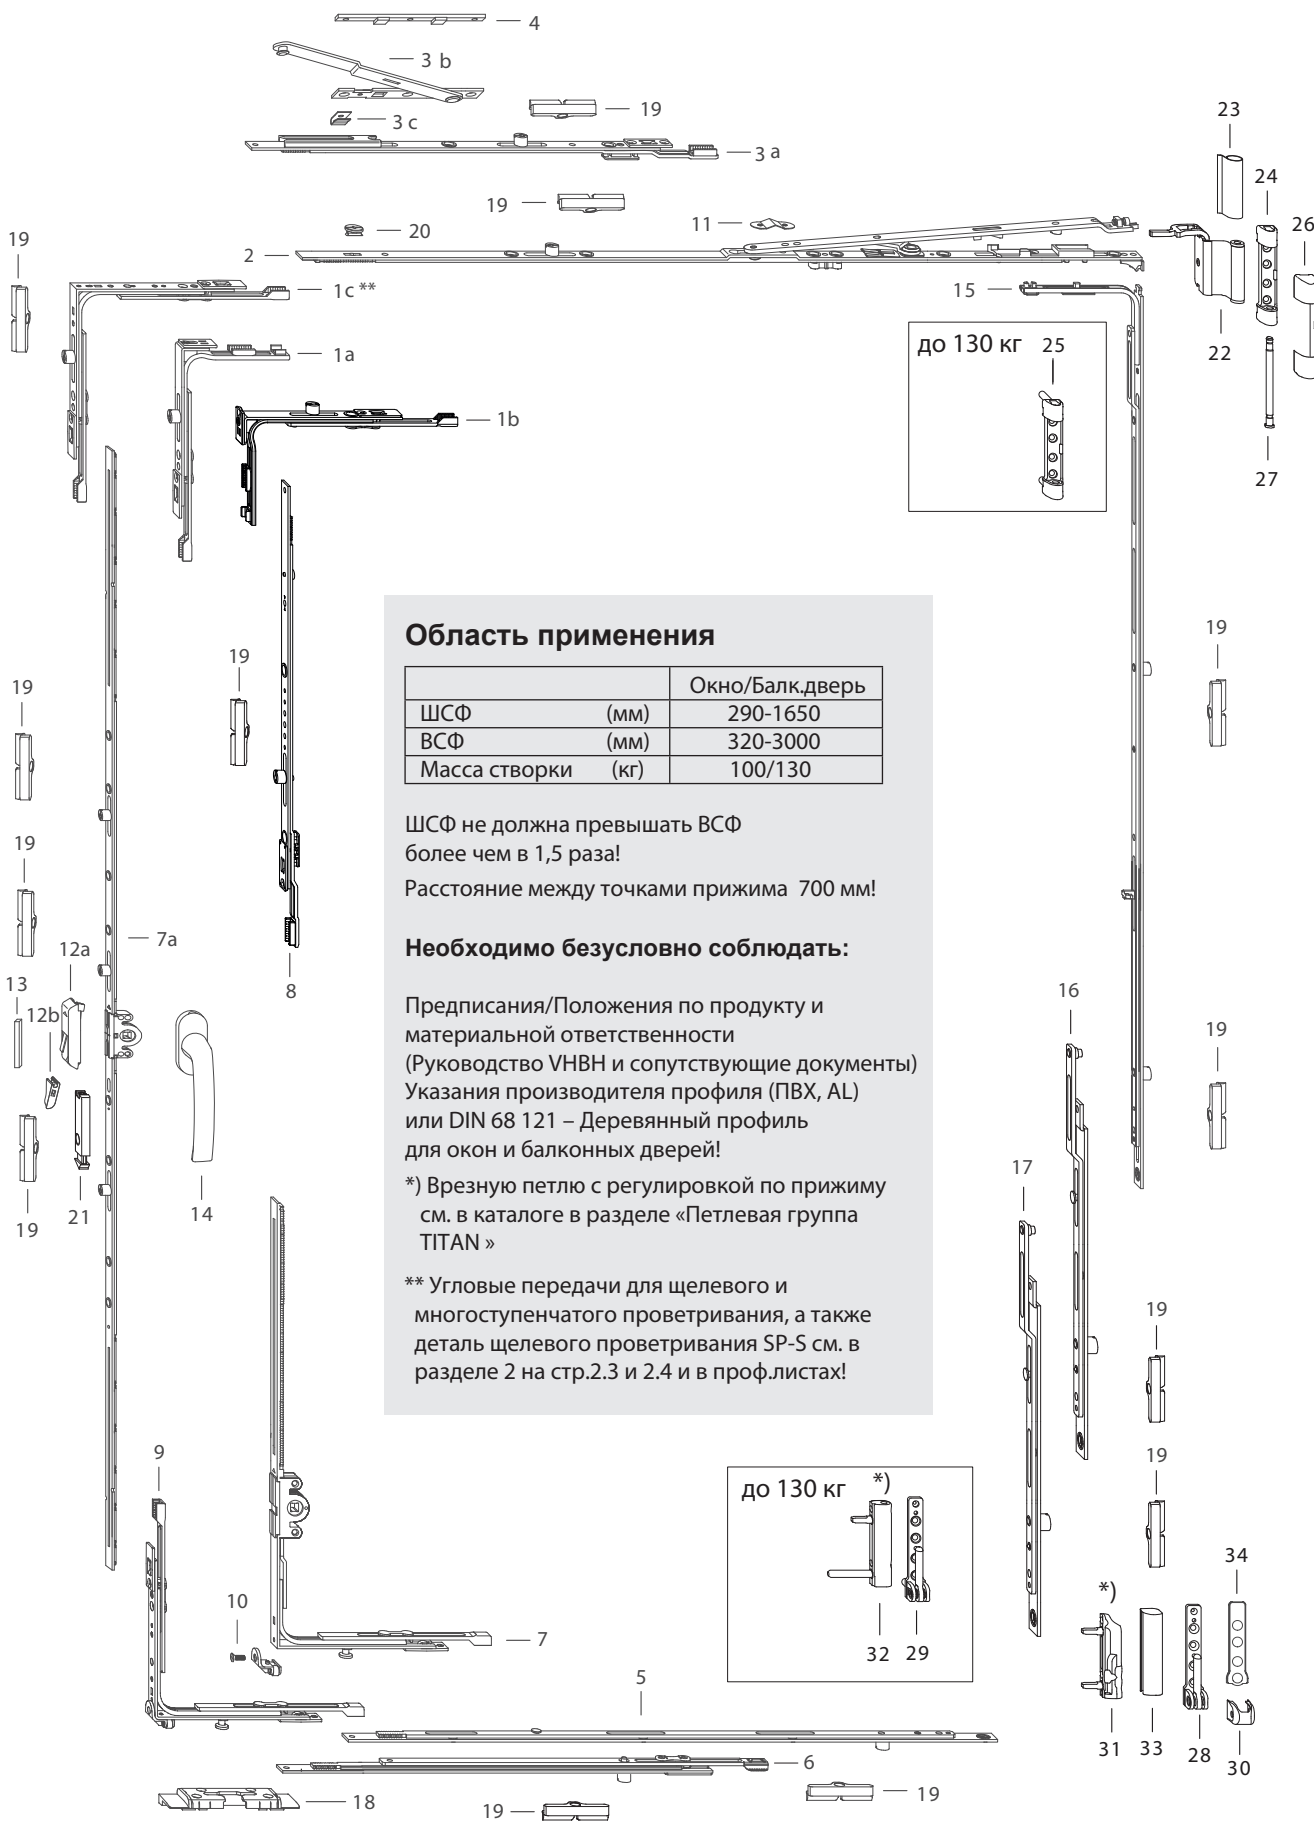 4
3 b
19
3 c
3 a
23
24
19
11
20
26
19
2
1c **
15
22
1a
до 130 кг 25
1b
27
Область применения
Окно/Балк.дверь
ШСФ (мм) 290-1650
ВСФ (мм) 320-3000
Масса створки (кг) 100/130
ШСФ не должна превышать ВСФ
более чем в 1,5 раза!
Расстояние между точками прижима 700 мм!
Необходимо безусловно соблюдать:
Предписания/Положения по продукту и
материальной ответственности
(Руководство VHBH и сопутствующие документы)
Указания производителя профиля (ПВХ, AL)
или DIN 68 121 – Деревянный профиль
для окон и балконных дверей!
*) Врезную петлю с регулировкой по прижиму
см. в каталоге в разделе «Петлевая группа
TITAN »
** Угловые передачи для щелевого и
многоступенчатого проветривания, а также
деталь щелевого проветривания SP-S см. в
разделе 2 на стр.2.3 и 2.4 и в проф.листах!
19
19
19
19
7a
12a
13
12b
8
16
19
17
19
21
14
19
9
19
до 130 кг *)
34
*)
10
7
32 29
5
31
33
28
30
6
18
19
19